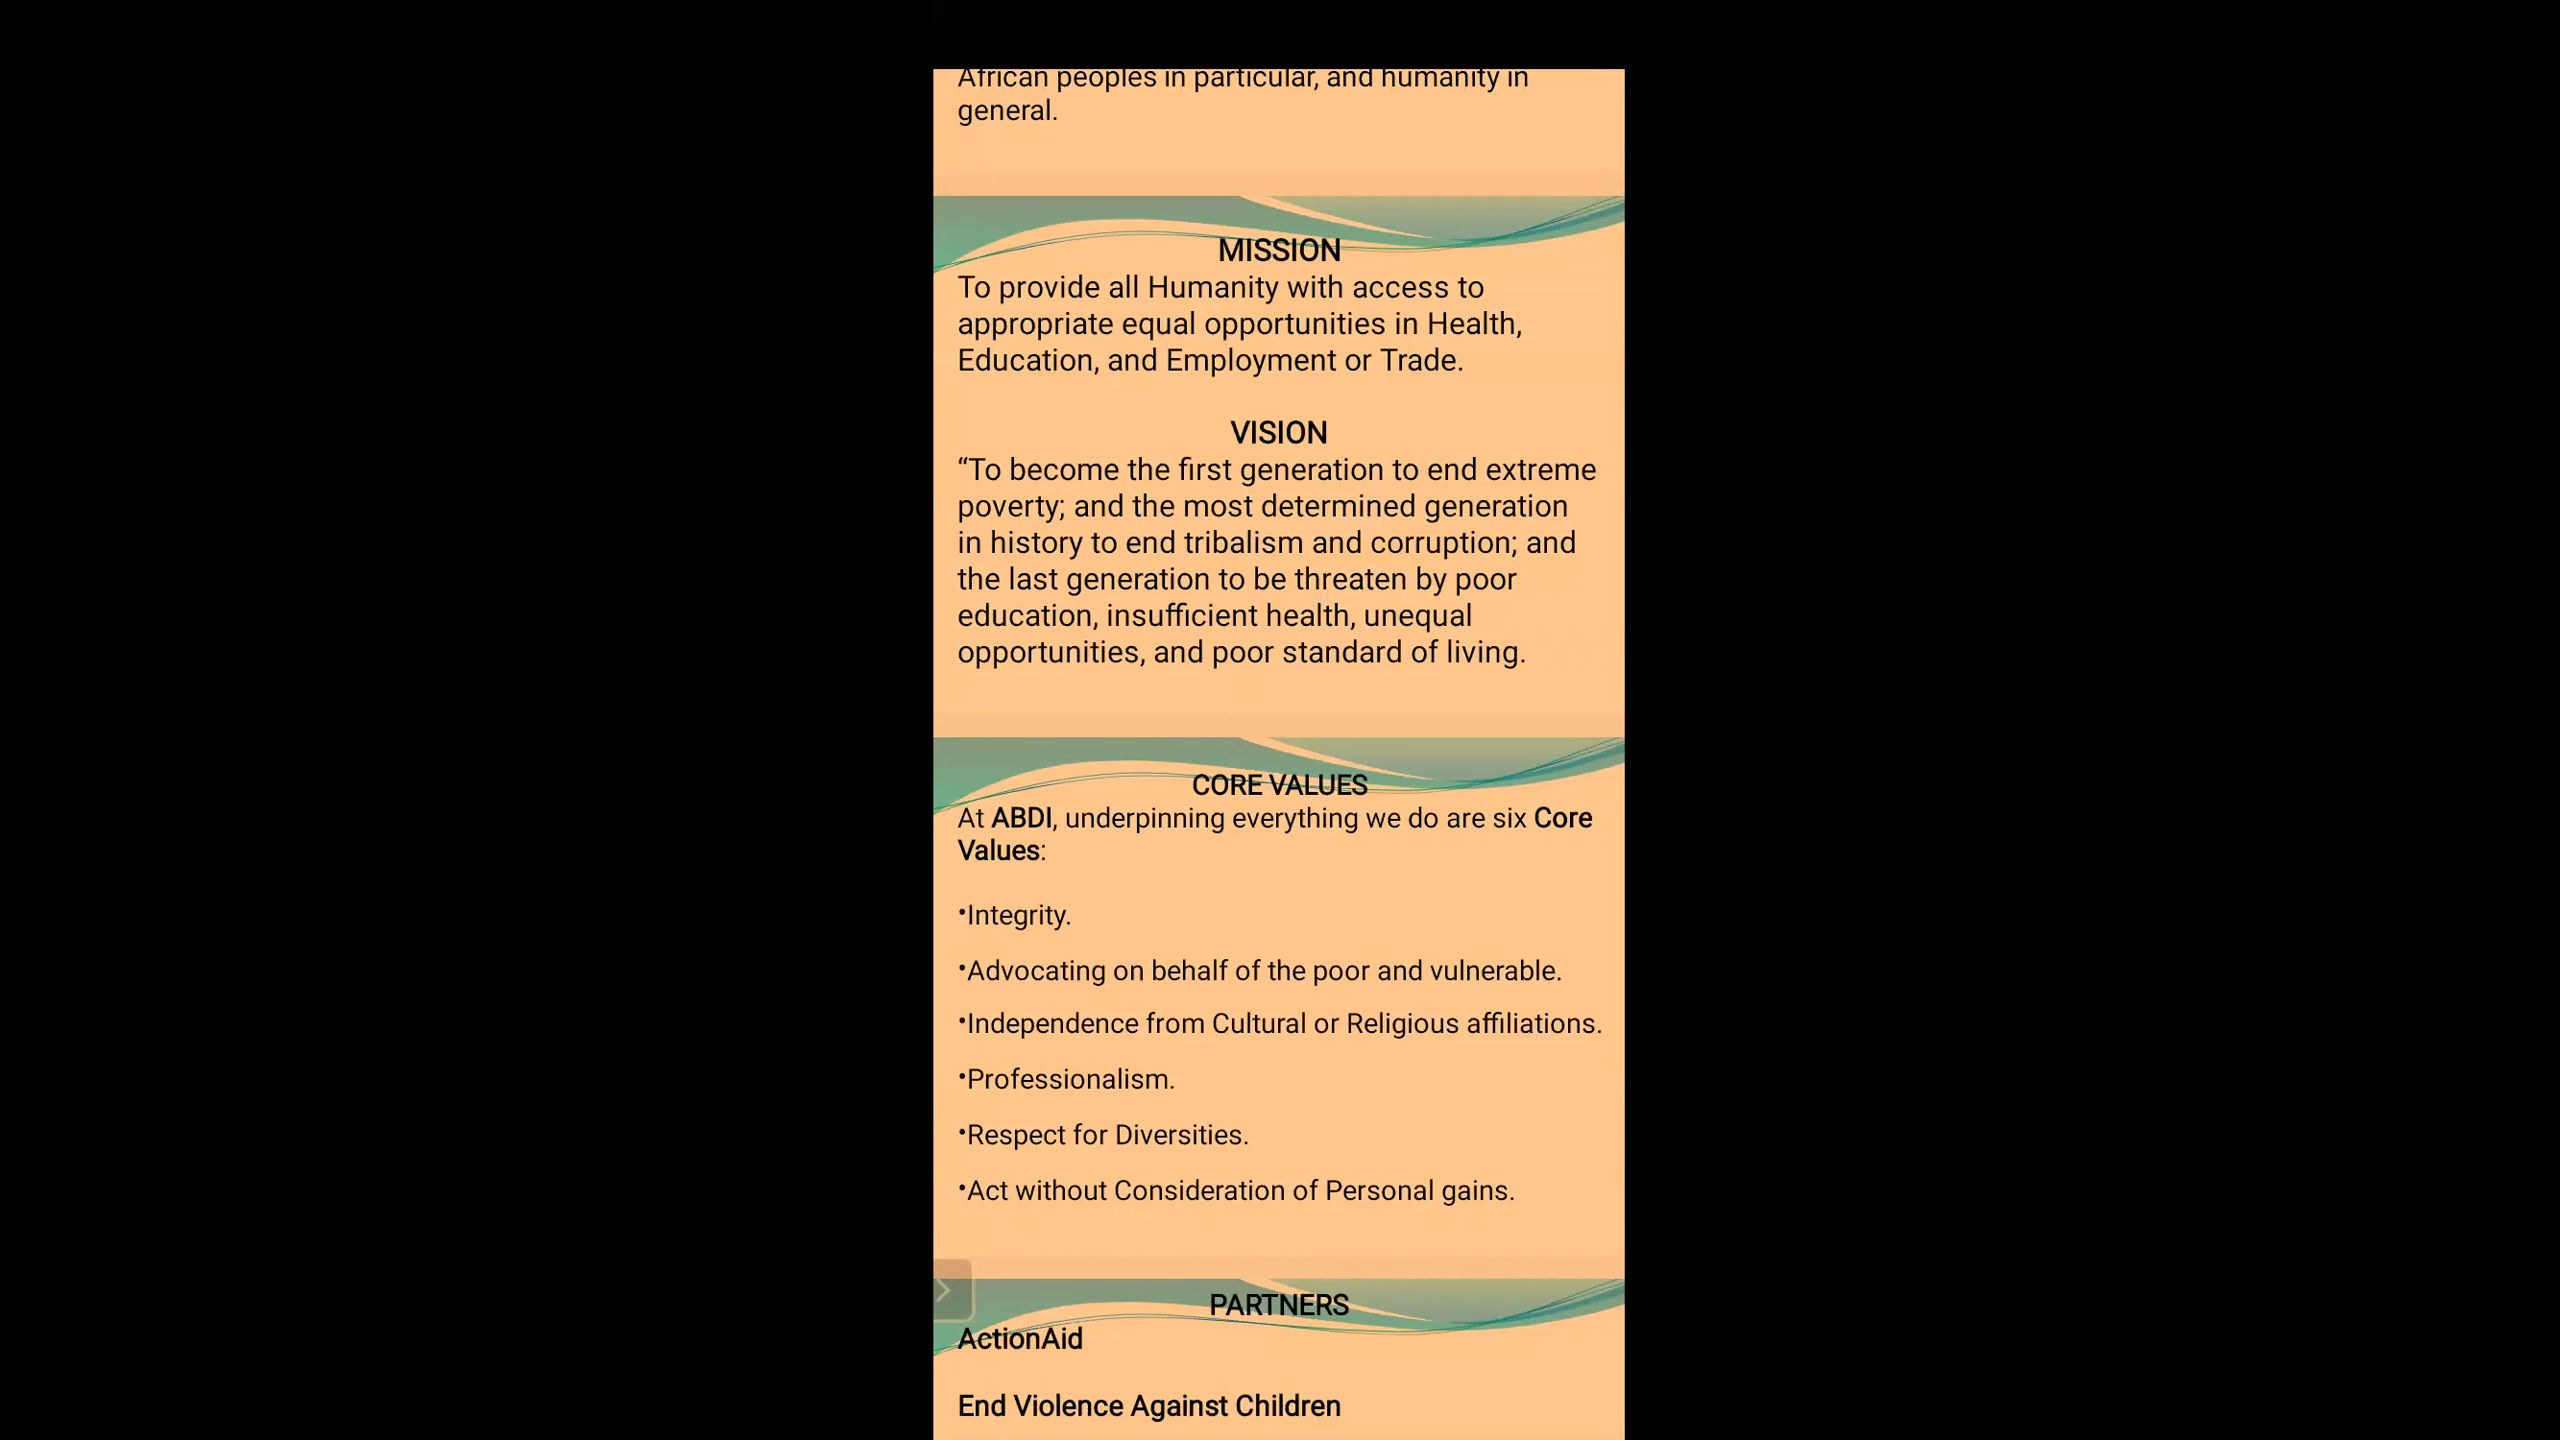 African peoples in particular, and humanity in
general.
MISSION
To provide all Humanity with access to
appropriate equal opportunities in Health,
Education, and Employment or Trade.
VISION
“To become the first generation to end extreme
poverty; and the most determined generation
in history to end tribalism and corruption; and
the last generation to be threaten by poor
education, insufficient health, unequal
opportunities, and poor standard of living.
CORE VALUES
At ABDI, underpinning everything we do are six Core
Values:
•Integrity.
•Advocating on behalf of the poor and vulnerable.
•Independence from Cultural or Religious affiliations.
•Professionalism.
•Respect for Diversities.
•Act without Consideration of Personal gains.
PARTNERS
ActionAid
End Violence Against Children